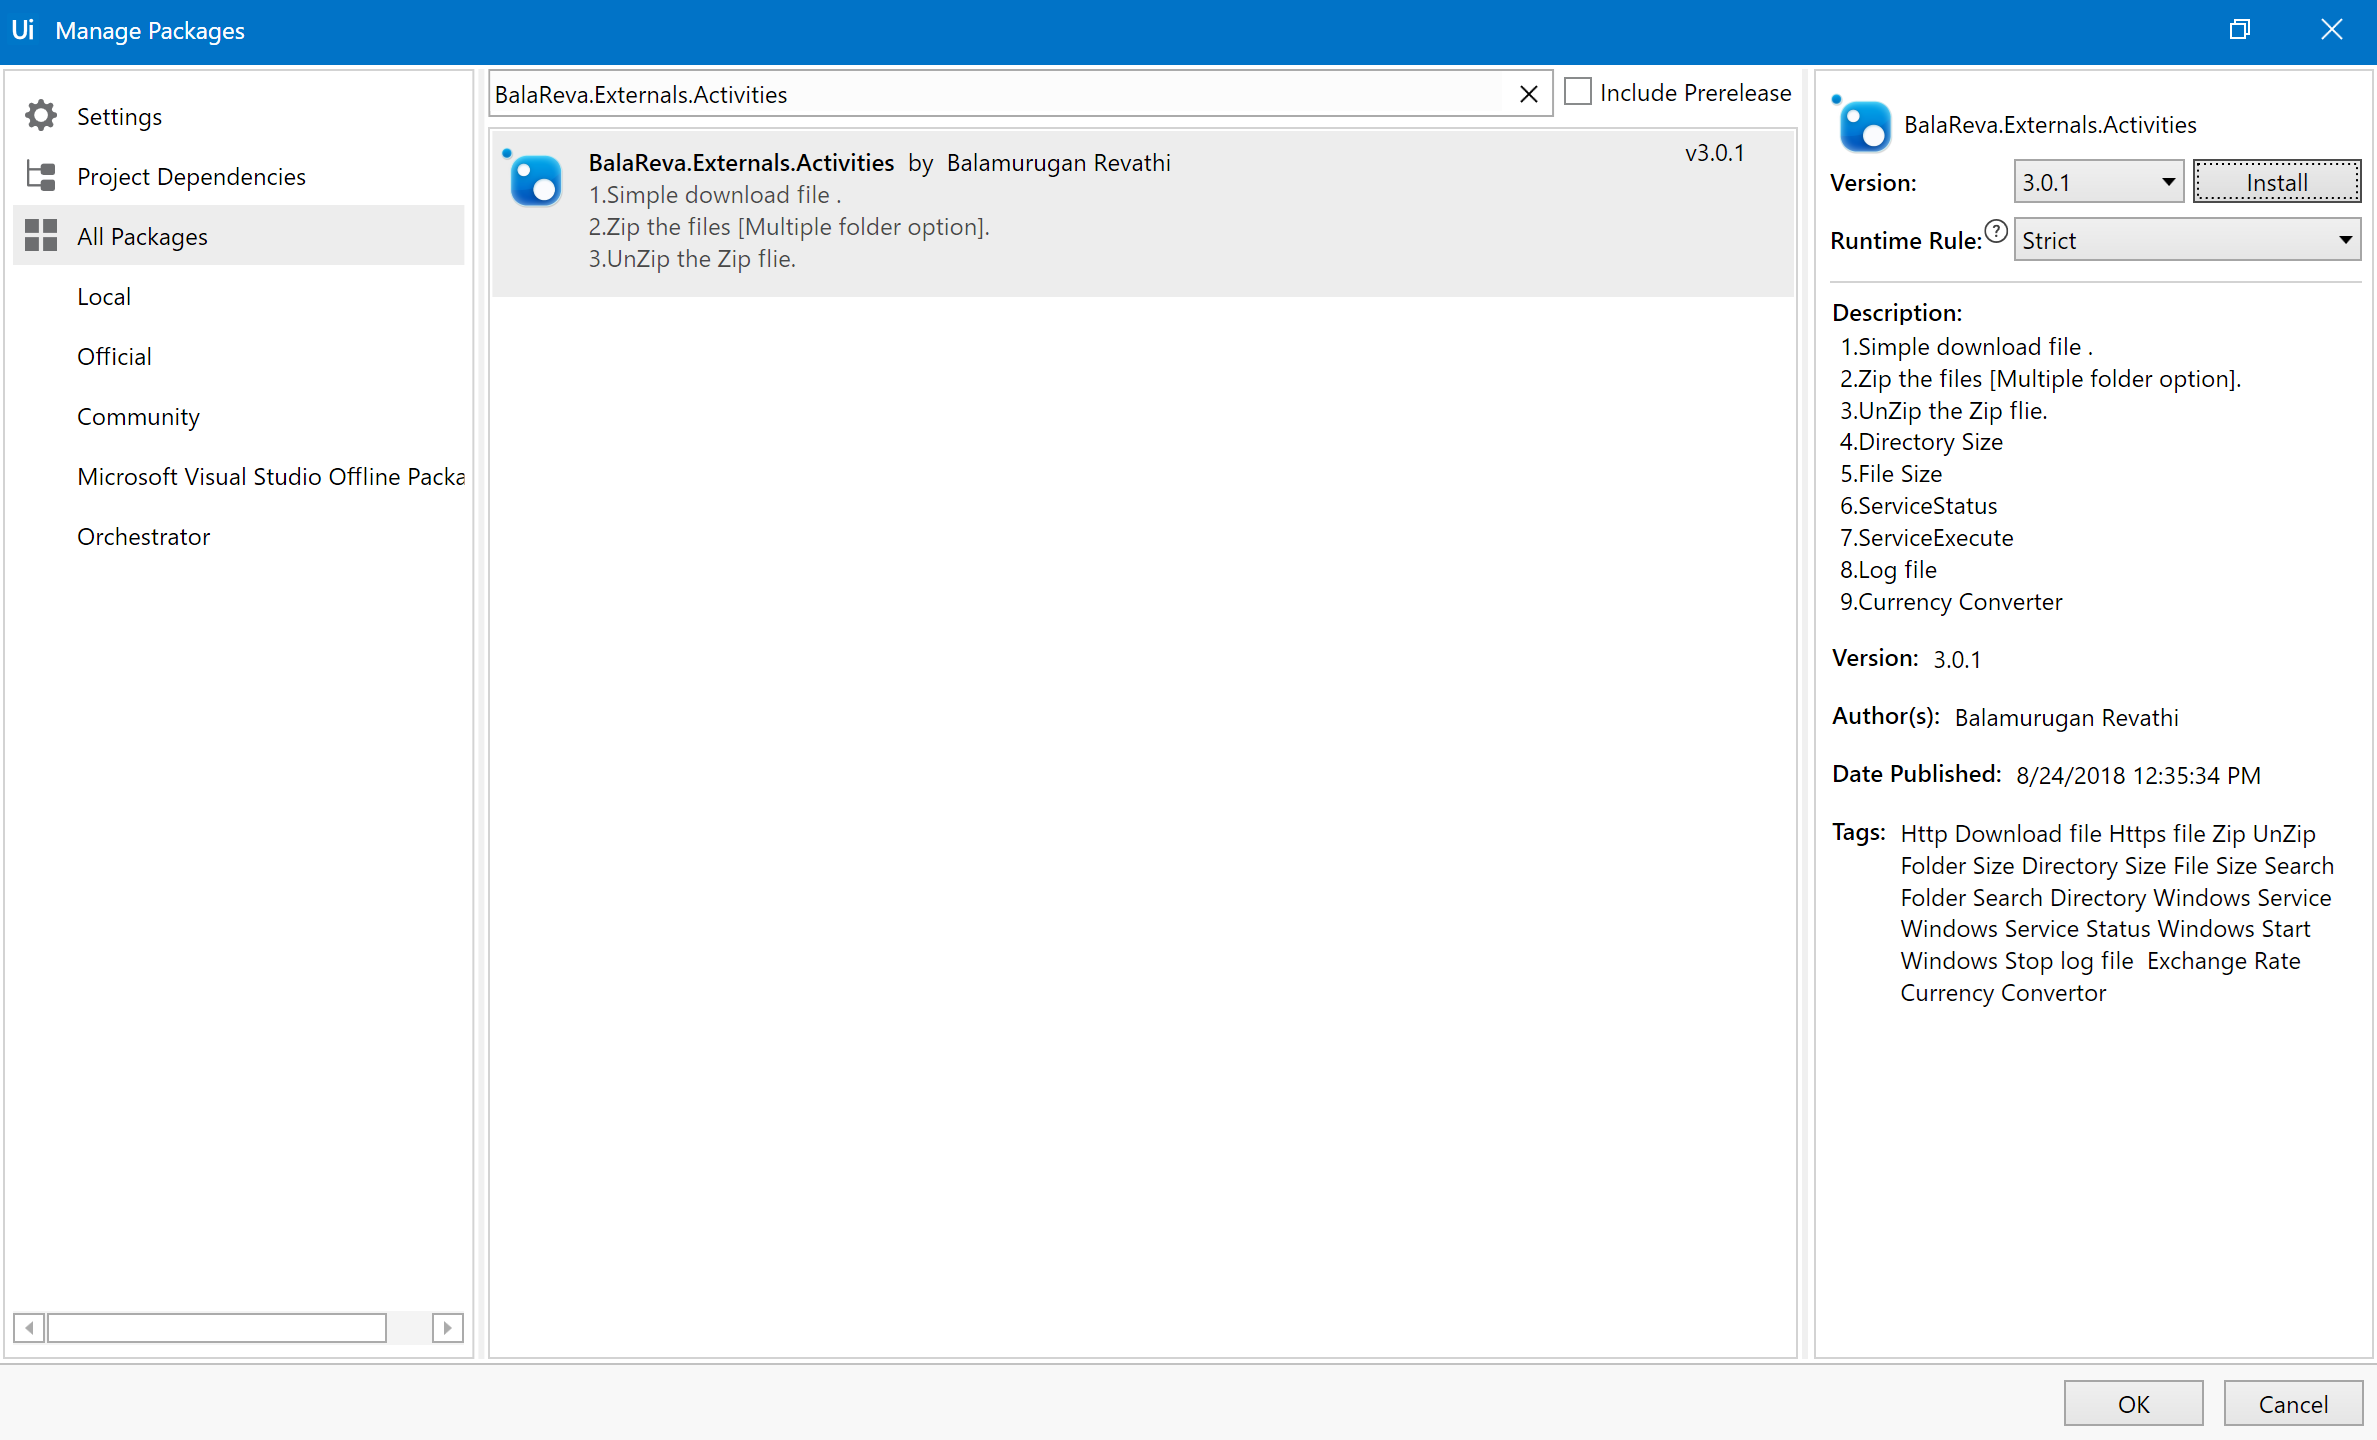 Ui Manage Packages
Settings
Project Dependencies
All Packages
Local
Official
Community
Microsoft Visual Studio Offline Packa
Orchestrator
BalaReva.Externals.Activities
Include Prerelease
BalaReva.Externals.Activities by Balamurugan Revathi
v3.0.1
1.Simple download file .
2.Zip the files [Multiple folder option].
3.UnZip the Zip flie.
BalaReva.Externals.Activities
Version: 3.0.1 Install
Runtime Rule: ? Strict
Description:
1.Simple download file .
2.Zip the files [Multiple folder option].
3.UnZip the Zip flie.
4.Directory Size
5.File Size
6.ServiceStatus
7.ServiceExecute
8.Log file
9.Currency Converter
Version: 3.0.1
Author(s): Balamurugan Revathi
Date Published: 8/24/2018 12:35:34 PM
Tags: Http Download file Https file Zip UnZip
Folder Size Directory Size File Size Search
Folder Search Directory Windows Service
Windows Service Status Windows Start
Windows Stop log file  Exchange Rate
Currency Convertor
OK
Cancel